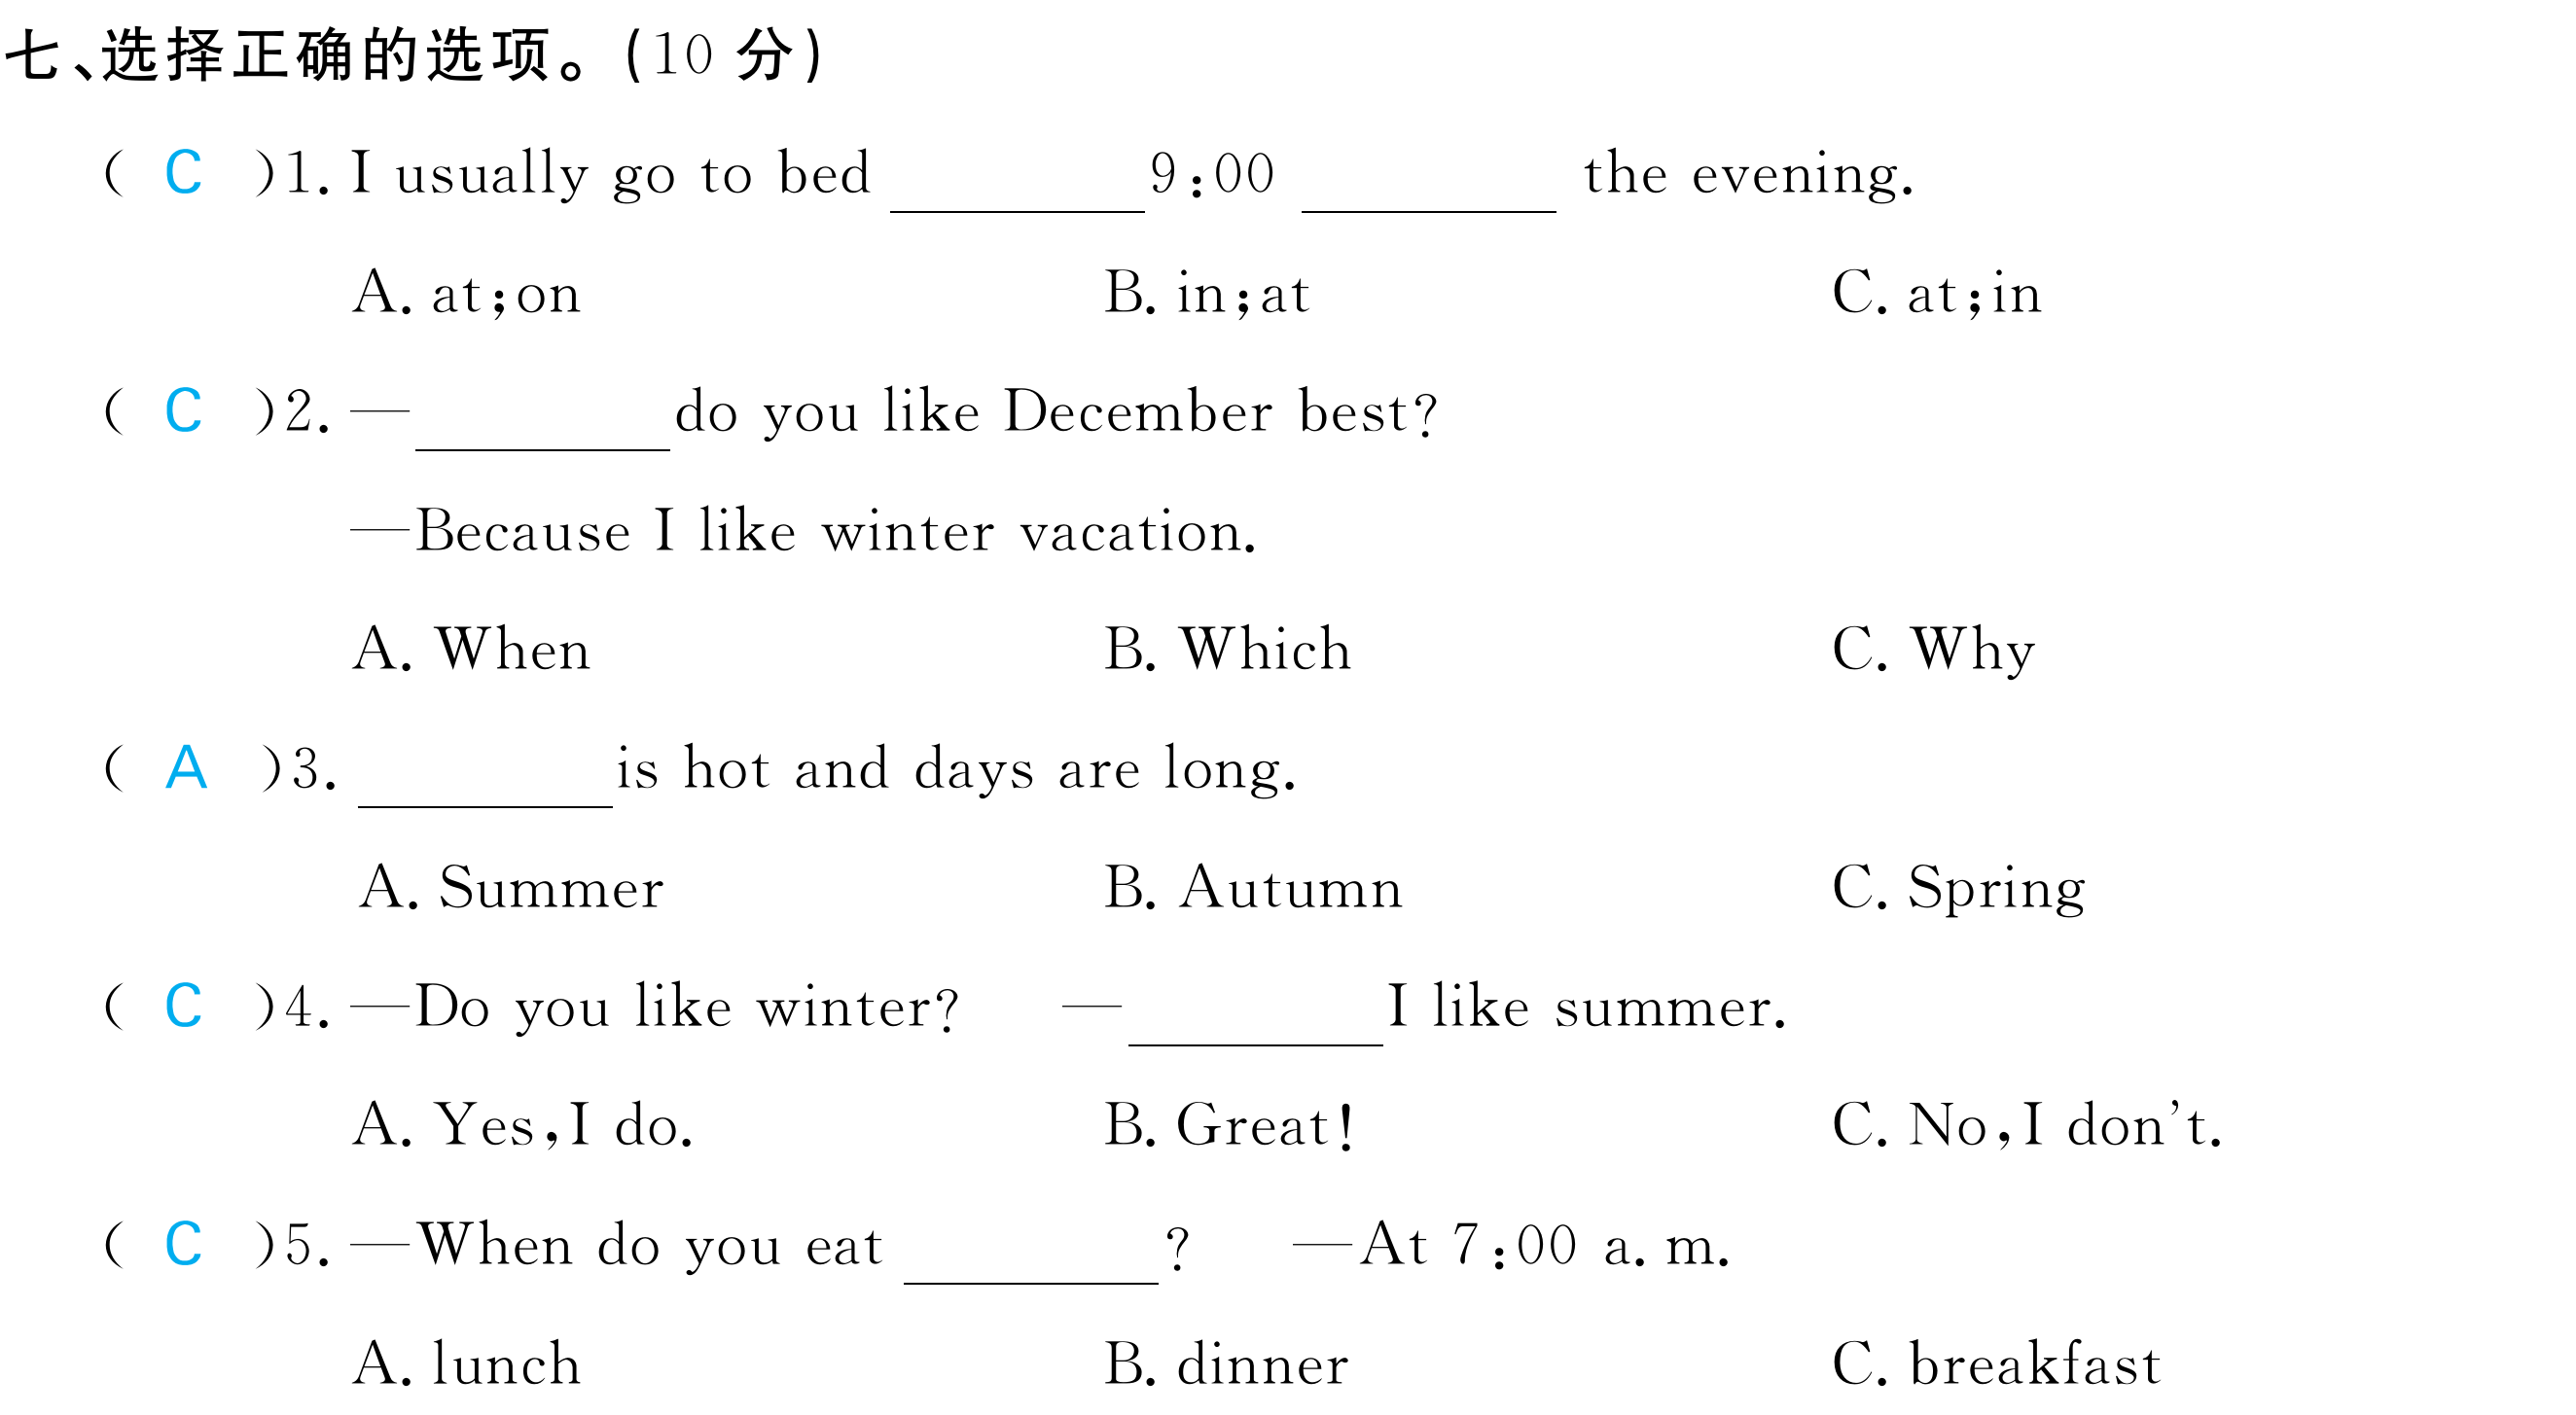 七、选择正确的选项。(10 分)
( C )1. I usually go to bed ________ 9:00 ________ the evening.
A. at;on B. in;at C. at;in
( C )2. —________ do you like December best?
—Because I like winter vacation.
A. When B. Which C. Why
( A )3. ________ is hot and days are long.
A. Summer B. Autumn C. Spring
( C )4. —Do you like winter? —________ I like summer.
A. Yes,I do. B. Great! C. No,I don't.
( C )5. —When do you eat ________? —At 7:00 a. m.
A. lunch B. dinner C. breakfast